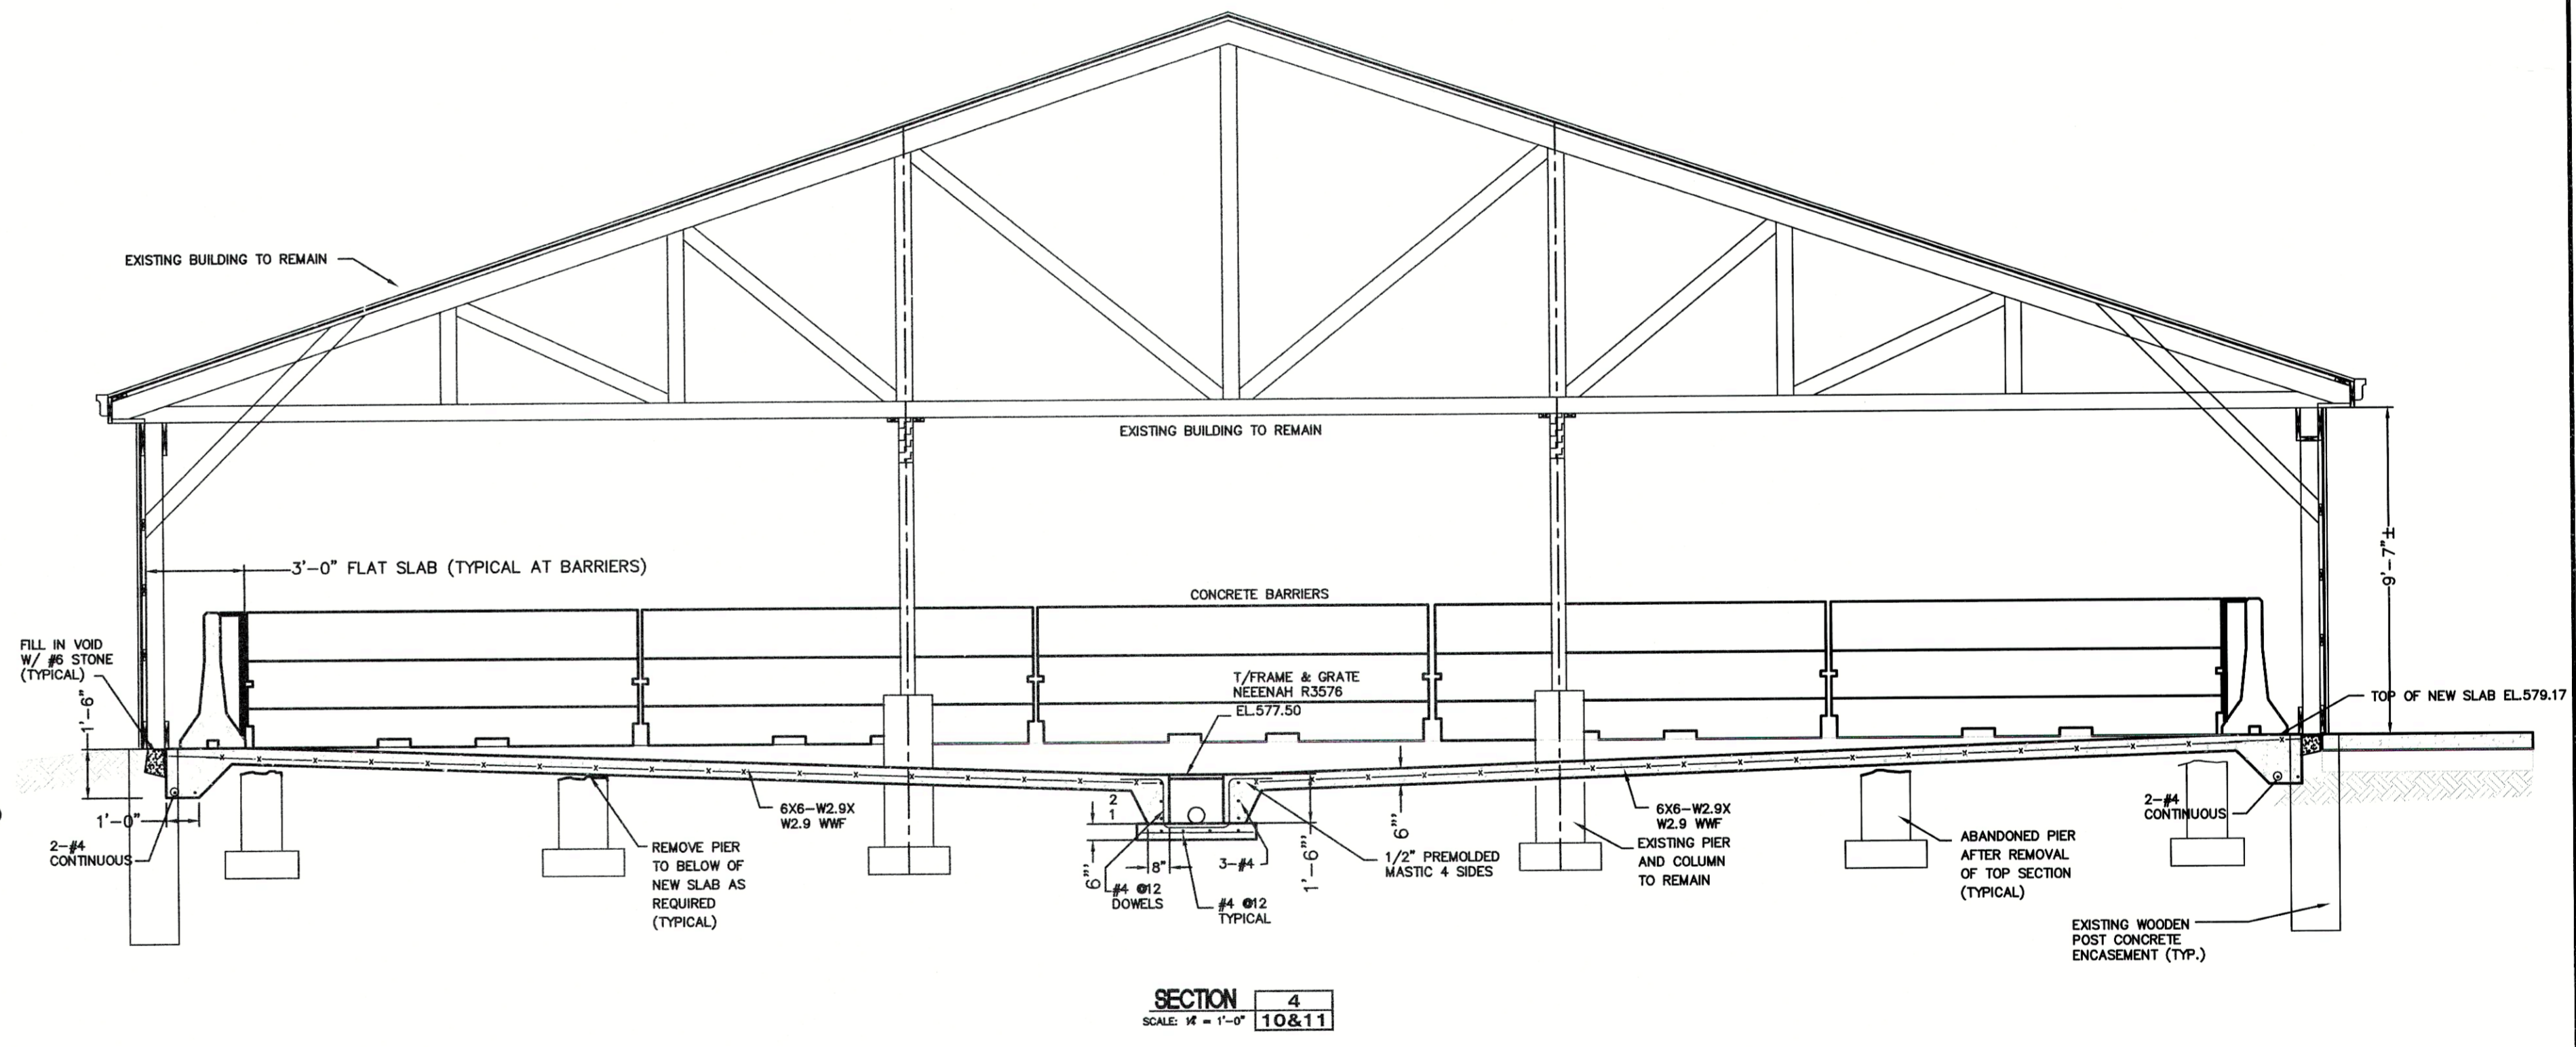 EXISTING BUILDING TO REMAIN
EXISTING BUILDING TO REMAIN
9'-7"±
3'-0" FLAT SLAB (TYPICAL AT BARRIERS)
CONCRETE BARRIERS
FILL IN VOID
W/ #6 STONE
(TYPICAL)
1'-6"
T/FRAME & GRATE
NEEENAH R3576
EL.577.50
TOP OF NEW SLAB EL.579.17
1'-0"
2-#4
CONTINUOUS
REMOVE PIER
TO BELOW OF
NEW SLAB AS
REQUIRED
(TYPICAL)
6X6-W2.9X
W2.9 WWF
2
1
6"'
8"
#4 @12
DOWELS
#4 @12
TYPICAL
3-#4
1'-6"'
6"'
1/2" PREMOLDED
MASTIC 4 SIDES
6X6-W2.9X
W2.9 WWF
EXISTING PIER
AND COLUMN
TO REMAIN
ABANDONED PIER
AFTER REMOVAL
OF TOP SECTION
(TYPICAL)
2-#4
CONTINUOUS
EXISTING WOODEN
POST CONCRETE
ENCASEMENT (TYP.)
SECTION
4
SCALE: ¼" = 1'-0"
10&11